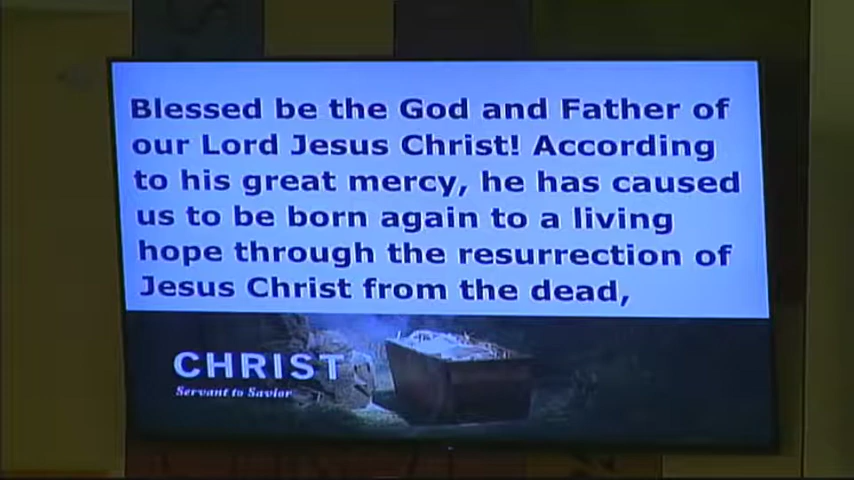 Blessed be the God and Father of
our Lord Jesus Christ! According
to his great mercy, he has caused
us to be born again to a living
hope through the resurrection of
Jesus Christ from the dead,
CHRIST
Servant to Savior